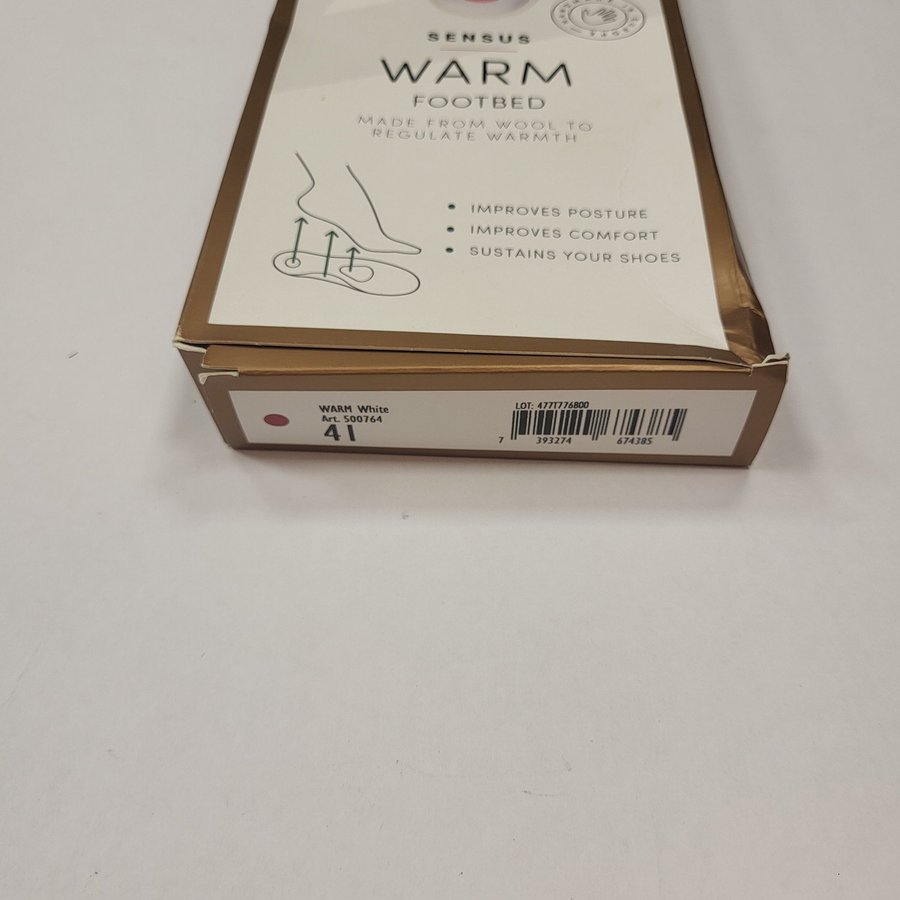 SENSUS
WARM
FOOTBED
MADE FROM WOOL TO
REGULATE WARMTH
• IMPROVES POSTURE
• IMPROVES COMFORT
• SUSTAINS YOUR SHOES
WARM White
Art. 500764
41
LOT: 477T776800
7 393274 674385